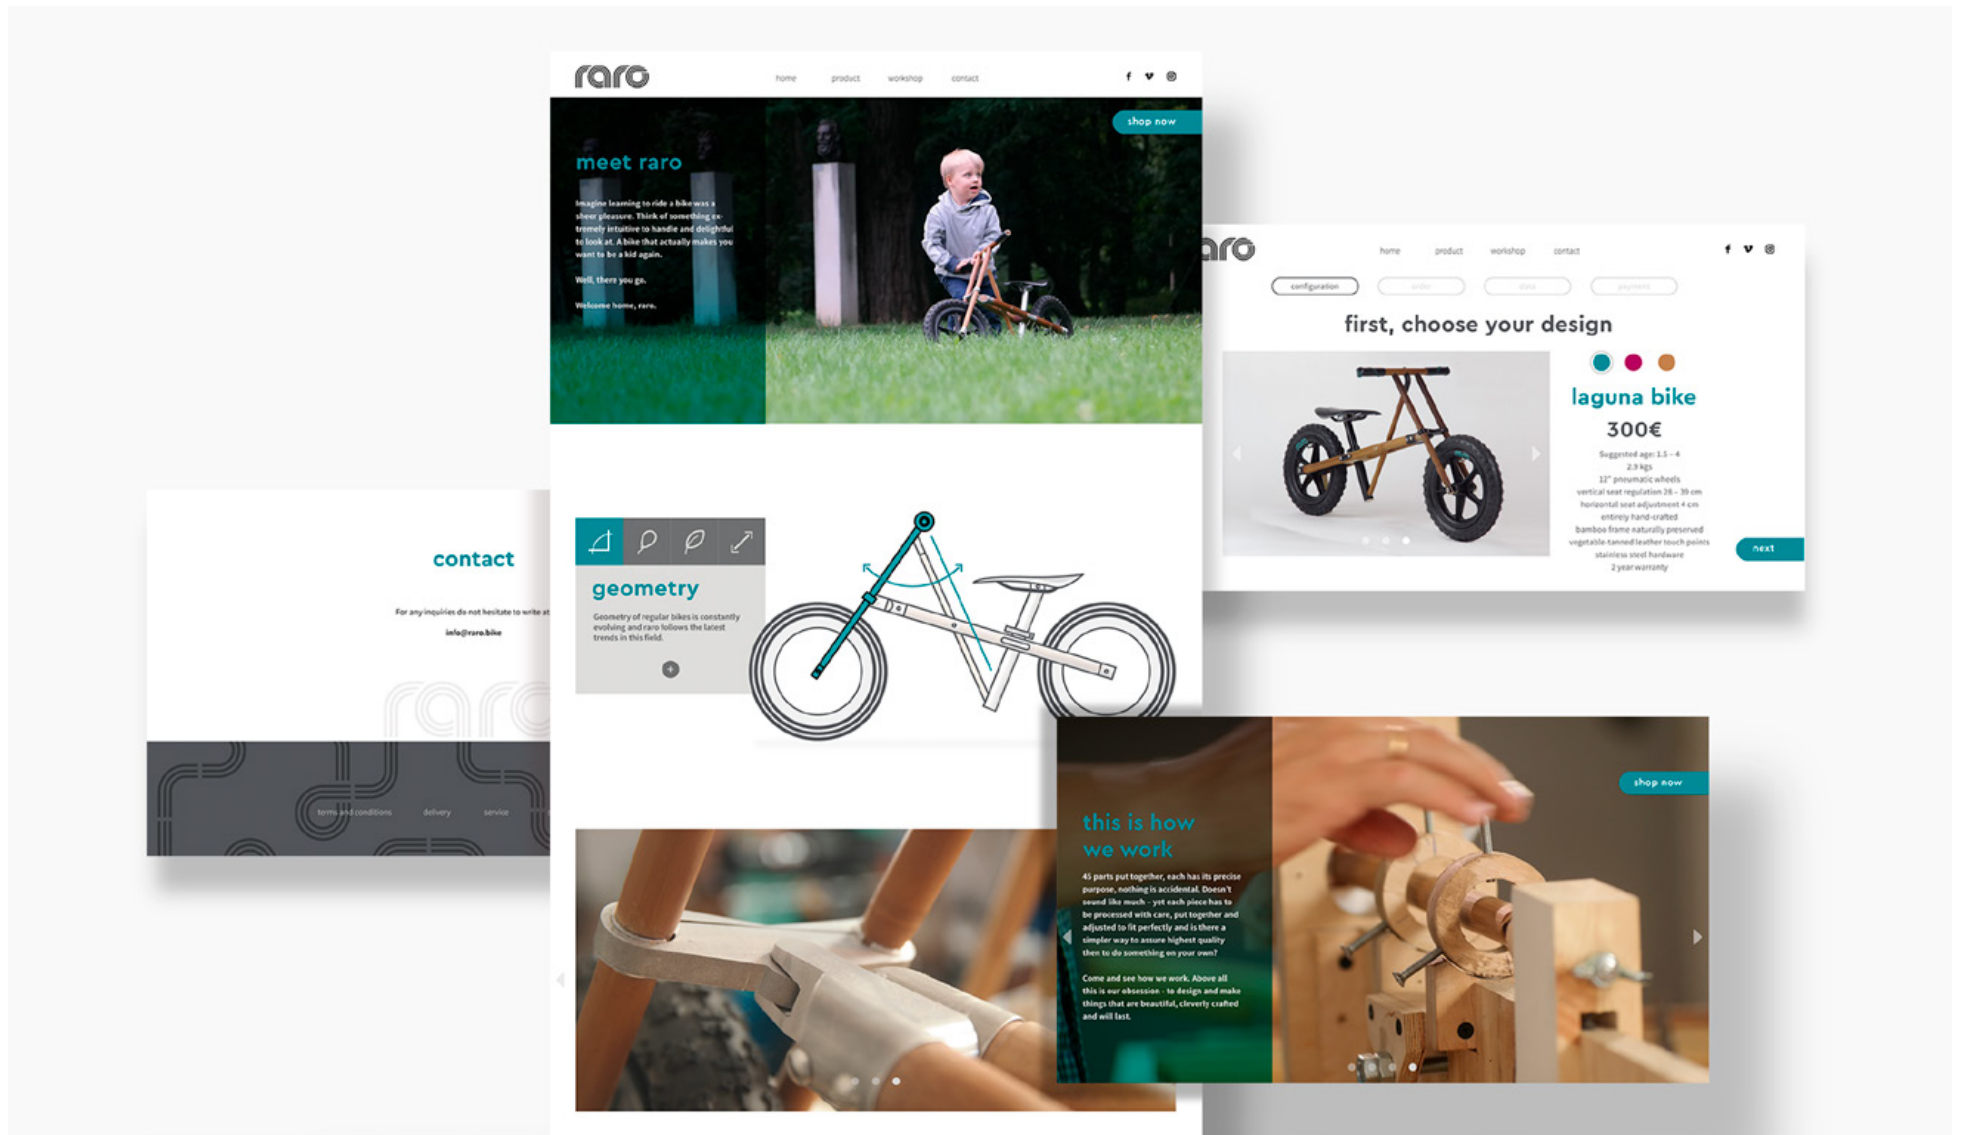 raro
home product workshop contact
shop now
meet raro
Imagine learning to ride a bike was a
sheer pleasure. Think of something ex-
tremely intuitive to handle and delightful
to look at. A bike that actually makes you
want to be a kid again.
Well, there you go.
Welcome home, raro.
geometry
Geometry of regular bikes is constantly
evolving and raro follows the latest
trends in this field.
aro
home product workshop contact
configuration order data payment
first, choose your design
laguna bike
300€
Suggested age: 1.5 – 4
2.9 kgs
12" pneumatic wheels
vertical seat regulation 28 – 39 cm
horizontal seat adjustment 4 cm
entirely hand-crafted
bamboo frame naturally preserved
vegetable-tanned leather touch points
stainless steel hardware
2 year warranty
next
contact
For any inquiries do not hesitate to write at
info@raro.bike
raro
terms and conditions delivery service
shop now
this is how
we work
45 parts put together, each has its precise
purpose, nothing is accidental. Doesn't
sound like much – yet each piece has to
be processed with care, put together and
adjusted to fit perfectly and is there a
simpler way to assure highest quality
then to do something on your own?
Come and see how we work. Above all
this is our obsession – to design and make
things that are beautiful, cleverly crafted
and will last.